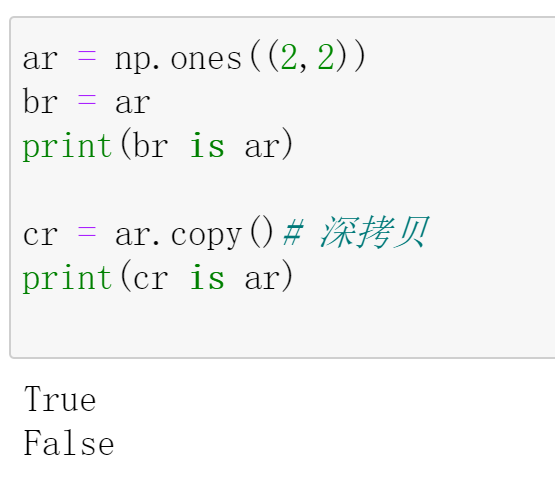 ar = np.ones((2,2))
br = ar
print(br is ar)
cr = ar.copy()# 深拷贝
print(cr is ar)
True
False